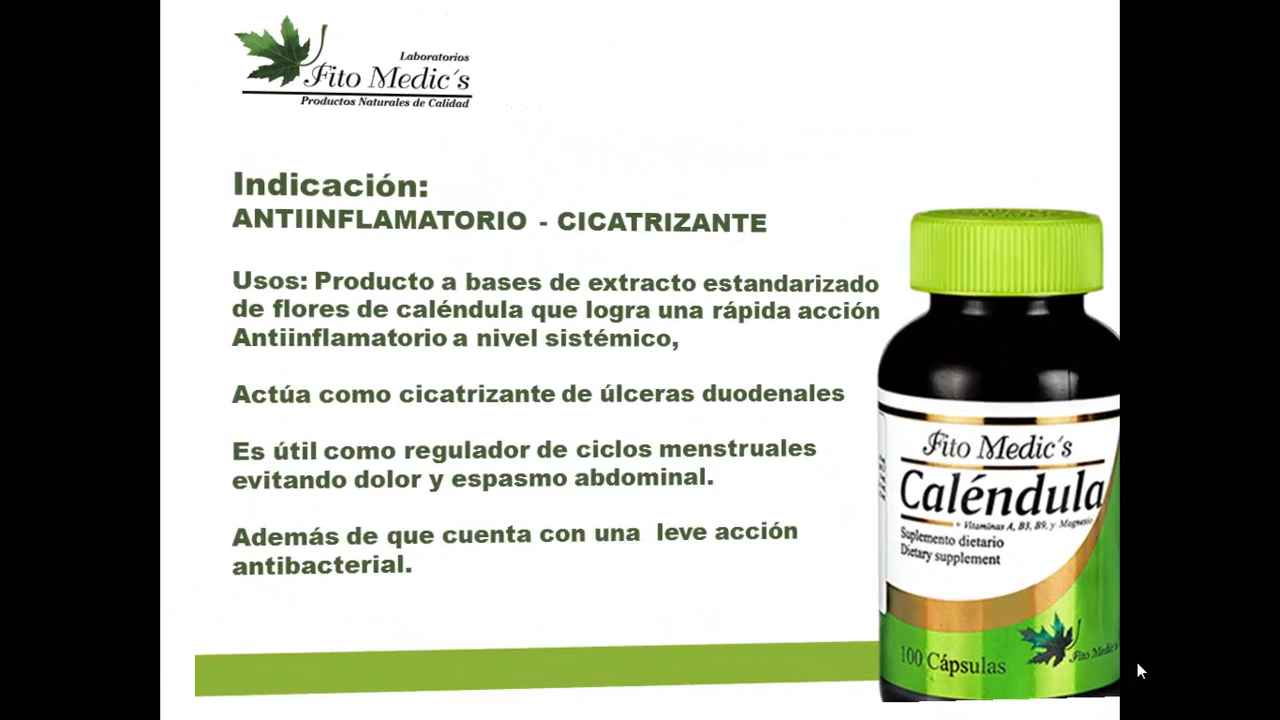 Laboratorios
Fito Medic´s
Productos Naturales de Calidad
Indicación:
ANTIINFLAMATORIO - CICATRIZANTE
Usos: Producto a bases de extracto estandarizado
de flores de caléndula que logra una rápida acción
Antiinflamatorio a nivel sistémico,
Actúa como cicatrizante de úlceras duodenales
Es útil como regulador de ciclos menstruales
evitando dolor y espasmo abdominal.
Además de que cuenta con una leve acción
antibacterial.
Fito Medic´s
Caléndula
+ Vitaminas A, B3, B9, y Magnesio
Suplemento dietario
Dietary supplement
100 Cápsulas
Fito Medic´s